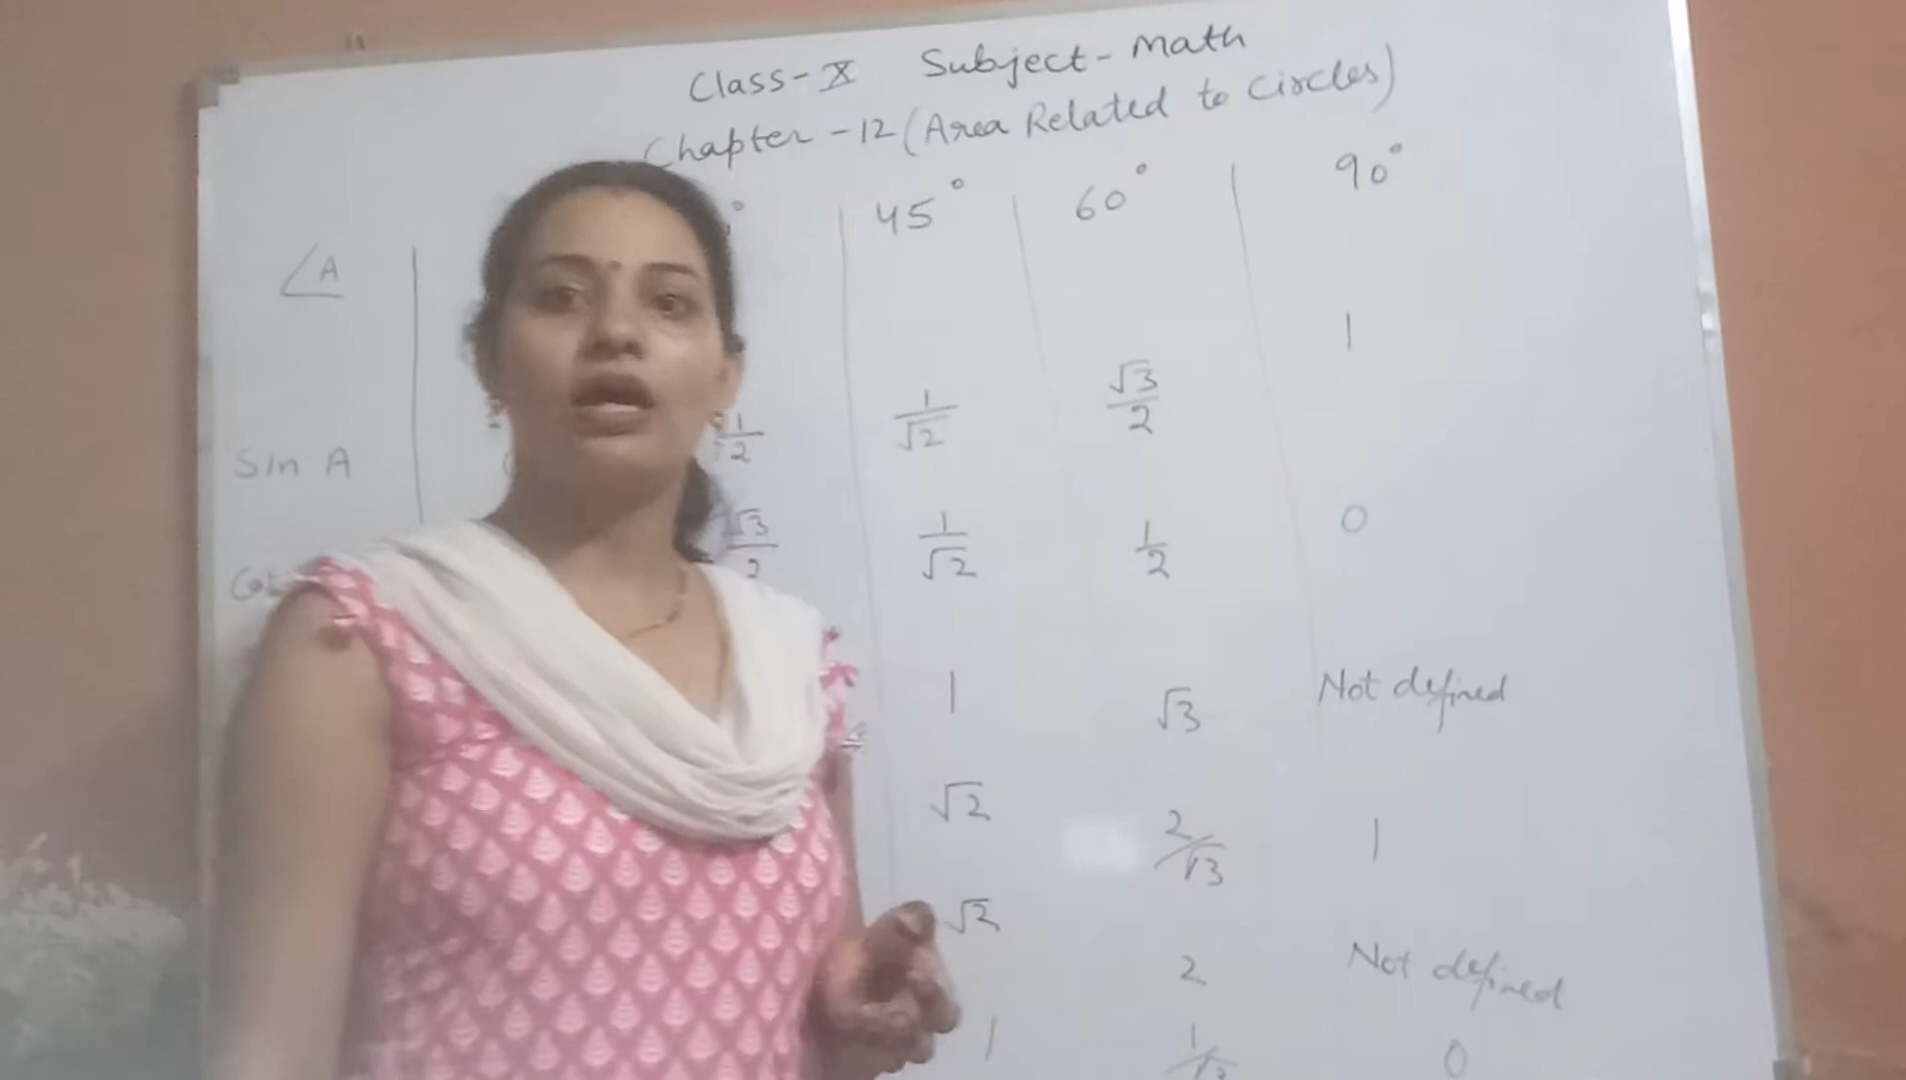 Class-X Subject-Math
Chapter-12 (Area Related to Circles)
∠A ° 45° 60° 90°
Sin A 1/2 1/√2 √3/2 1
√3/2 1/√2 1/2 0
1 √3 Not defined
√2 2/√3 1
√2 2 Not defined
1 1/√3 0